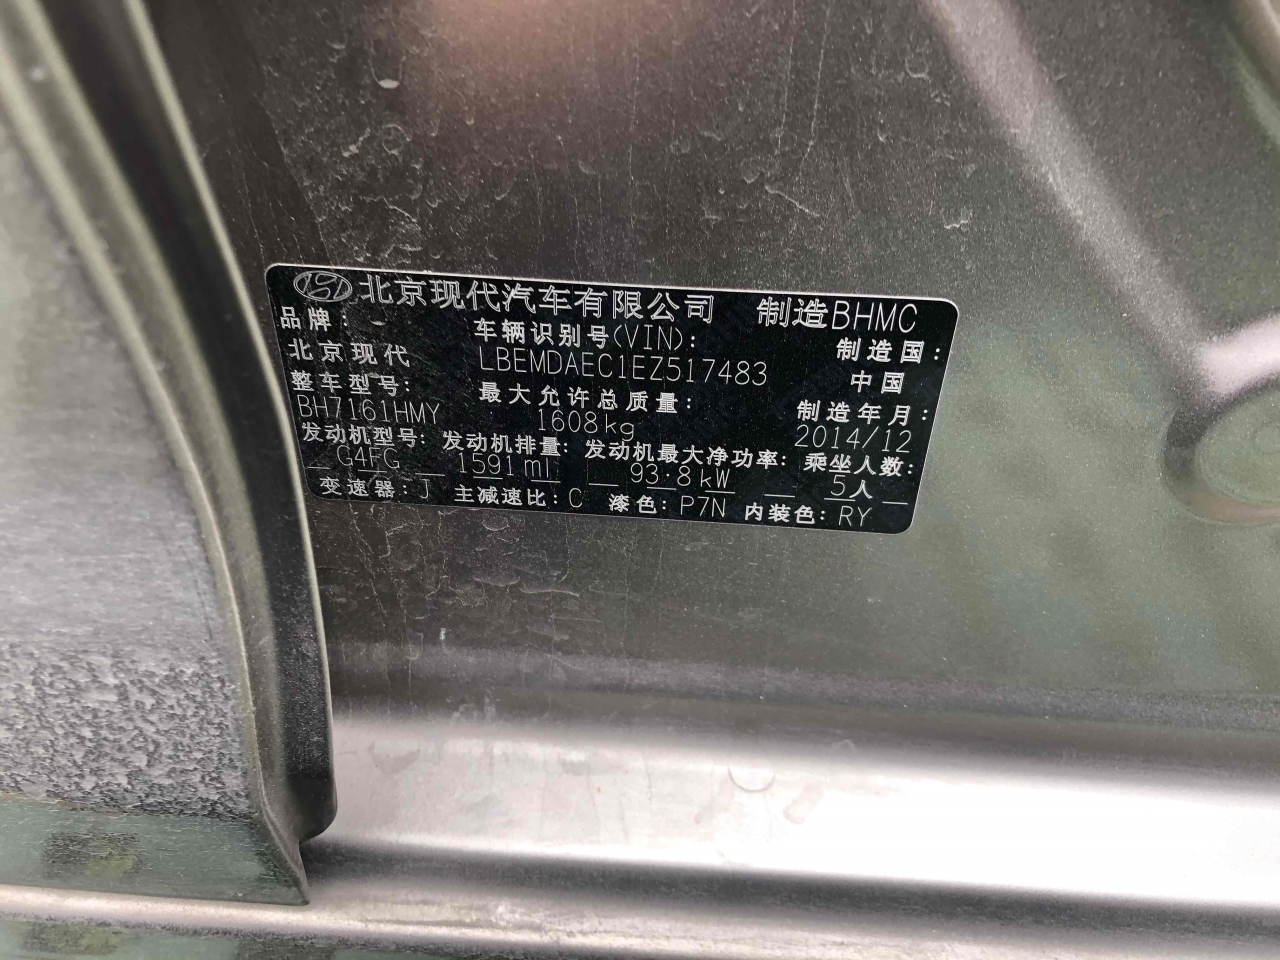 北京现代汽车有限公司 制造BHMC
品牌: 车辆识别号(VIN): 制造国:
北京现代 LBEMDAEC1EZ517483 中国
整车型号: 最大允许总质量: 制造年月:
BH7161HMY 1608kg 2014/12
发动机型号: 发动机排量: 发动机最大净功率: 乘坐人数:
G4FG 1591ml 93.8kW 5人
变速器: J 主减速比: C 漆色: P7N 内装色: RY